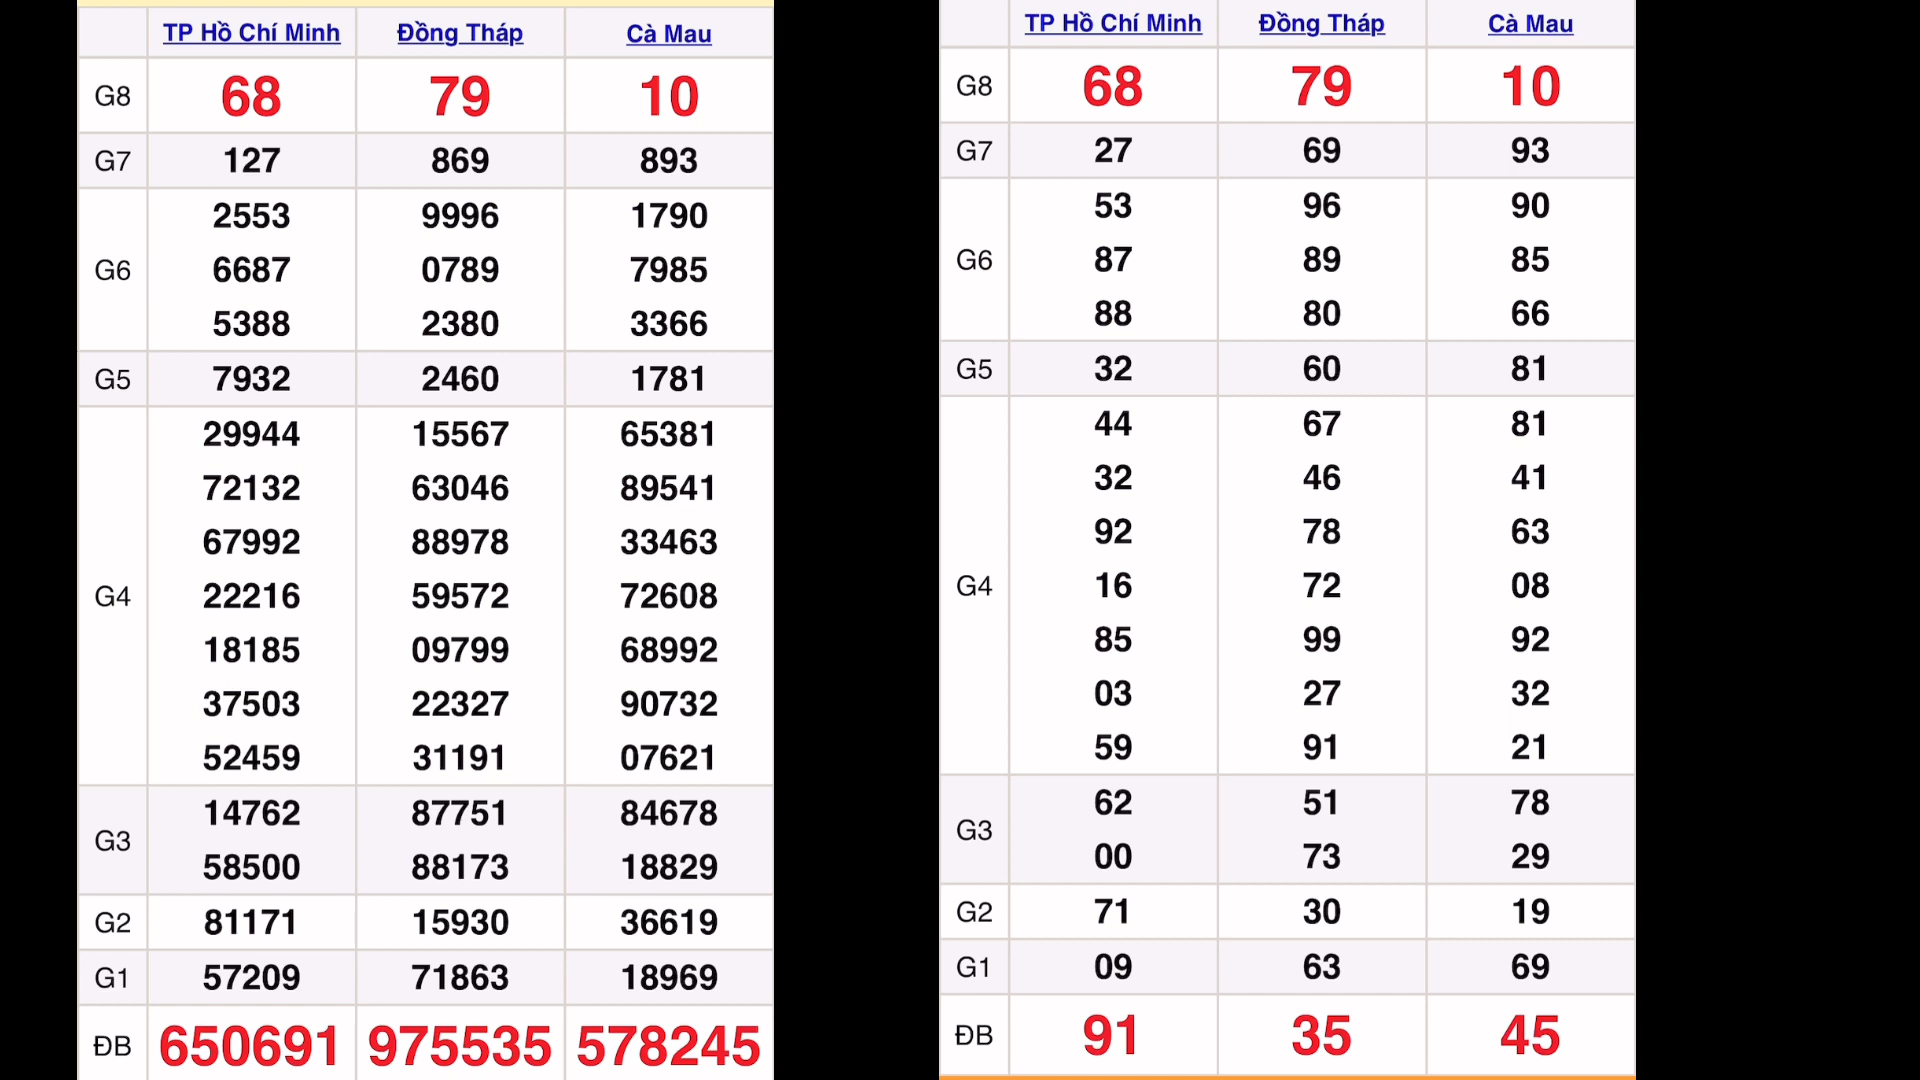 TP Hồ Chí Minh Đồng Tháp Cà Mau
G8 68 79 10
G7 127 869 893
2553 9996 1790
G6 6687 0789 7985
5388 2380 3366
G5 7932 2460 1781
29944 15567 65381
72132 63046 89541
67992 88978 33463
G4 22216 59572 72608
18185 09799 68992
37503 22327 90732
52459 31191 07621
14762 87751 84678
G3
58500 88173 18829
G2 81171 15930 36619
G1 57209 71863 18969
ĐB 650691 975535 578245
TP Hồ Chí Minh Đồng Tháp Cà Mau
G8 68 79 10
G7 27 69 93
53 96 90
G6 87 89 85
88 80 66
G5 32 60 81
44 67 81
32 46 41
92 78 63
G4 16 72 08
85 99 92
03 27 32
59 91 21
62 51 78
G3
00 73 29
G2 71 30 19
G1 09 63 69
ĐB 91 35 45